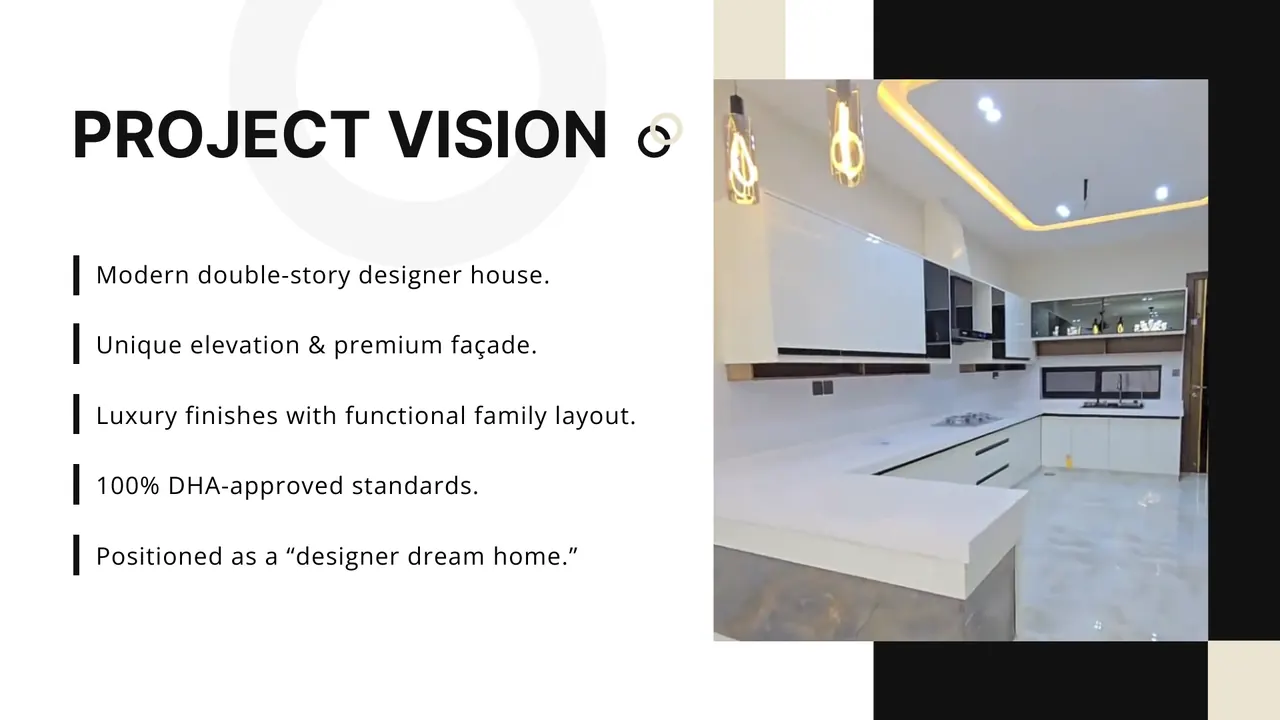 PROJECT VISION
Modern double-story designer house.
Unique elevation & premium façade.
Luxury finishes with functional family layout.
100% DHA-approved standards.
Positioned as a “designer dream home.”